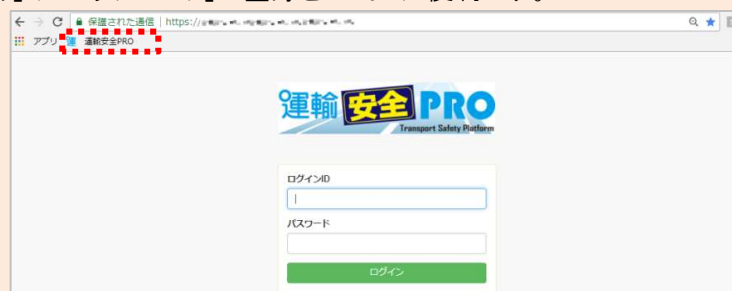 保護された通信 | https://
アプリ 運輸安全PRO
運輸安全PRO
Transport Safety Platform
ログインID
パスワード
ログイン